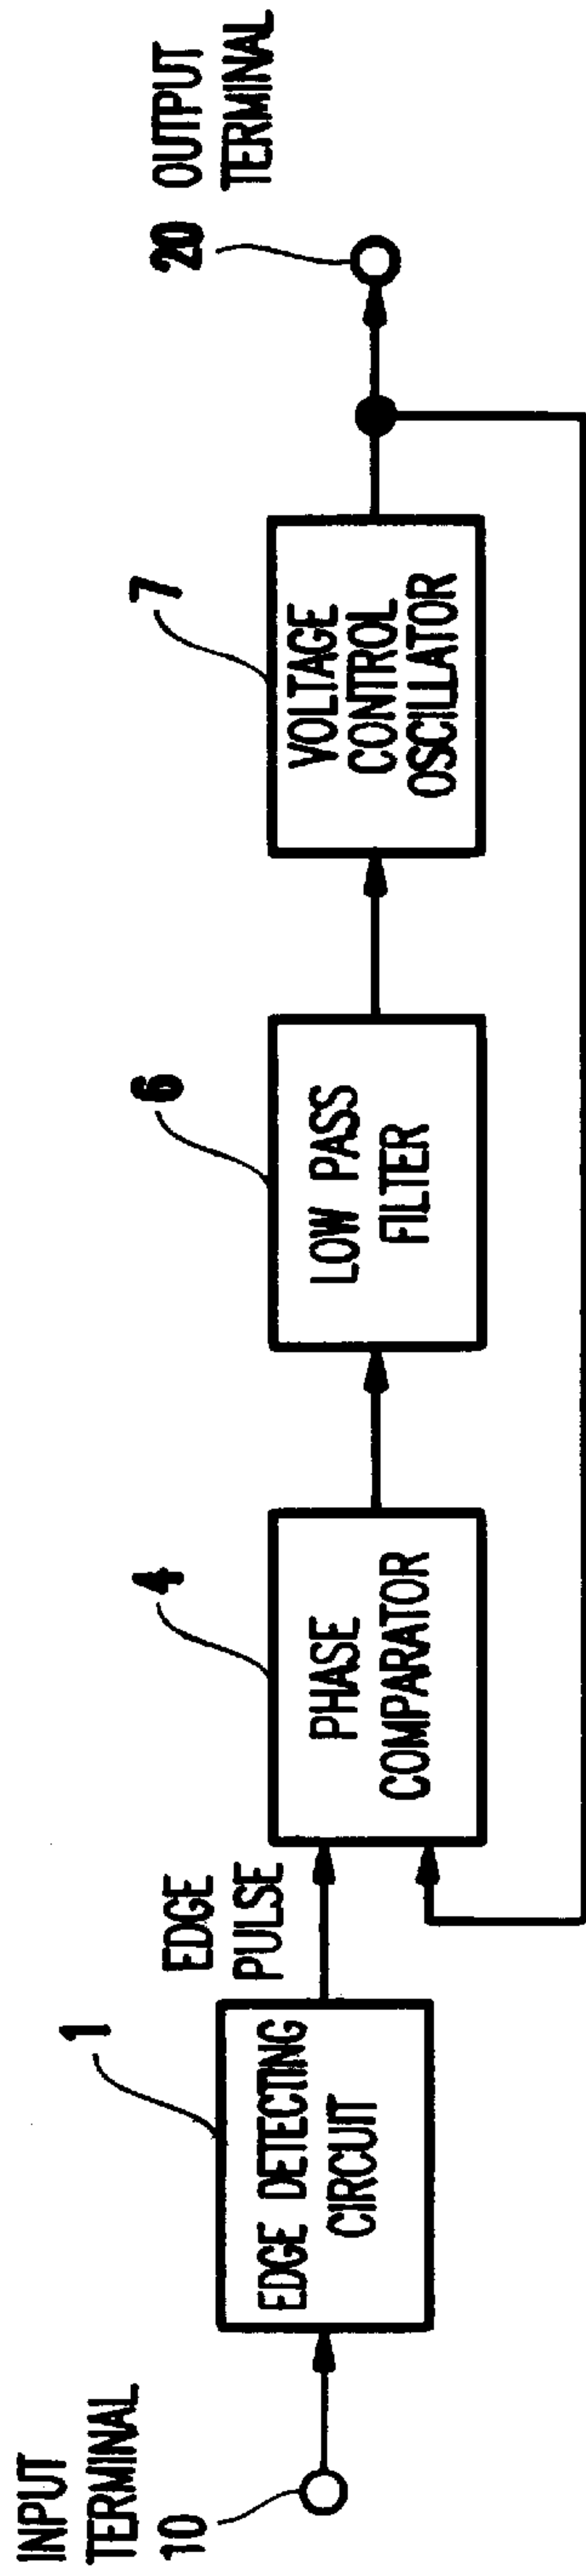 INPUT
TERMINAL
10
1
EDGE DETECTING
CIRCUIT
EDGE
PULSE
4
PHASE
COMPARATOR
6
LOW PASS
FILTER
7
VOLTAGE
CONTROL
OSCILLATOR
20 OUTPUT
TERMINAL